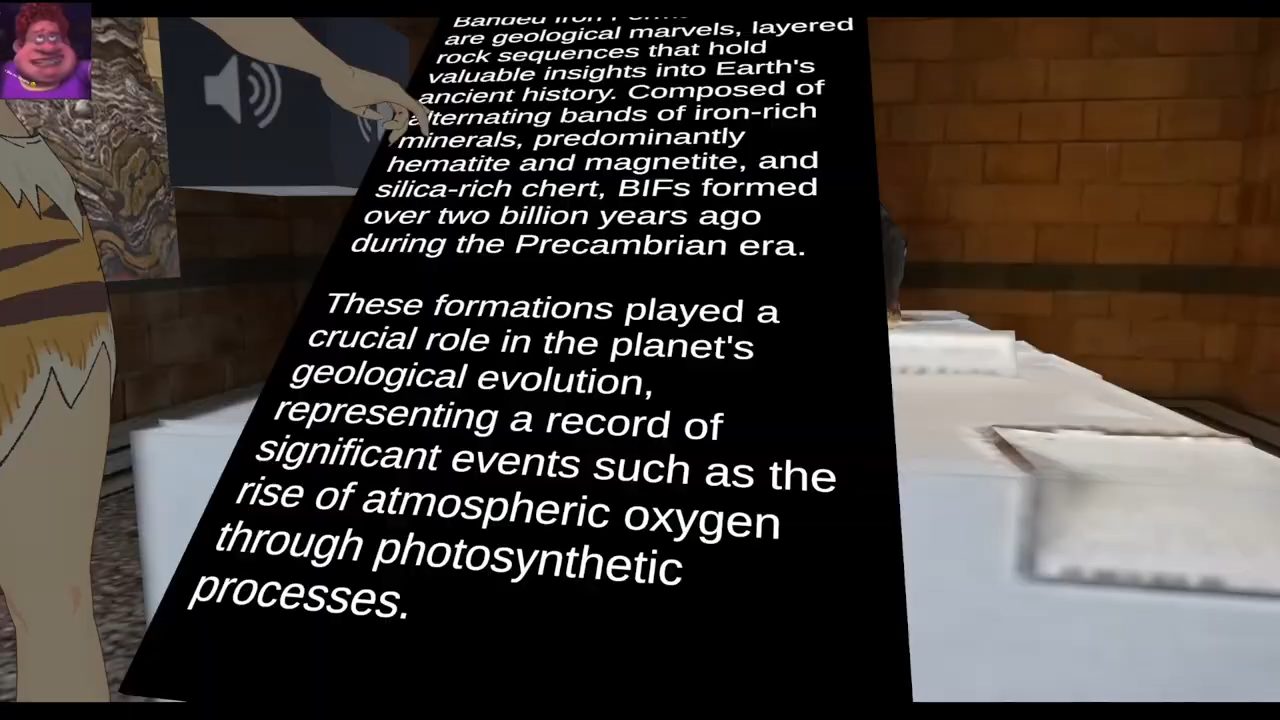 Banded Iron
are geological marvels, layered
rock sequences that hold
valuable insights into Earth's
ancient history. Composed of
alternating bands of iron-rich
minerals, predominantly
hematite and magnetite, and
silica-rich chert, BIFs formed
over two billion years ago
during the Precambrian era.
These formations played a
crucial role in the planet's
geological evolution,
representing a record of
significant events such as the
rise of atmospheric oxygen
through photosynthetic
processes.